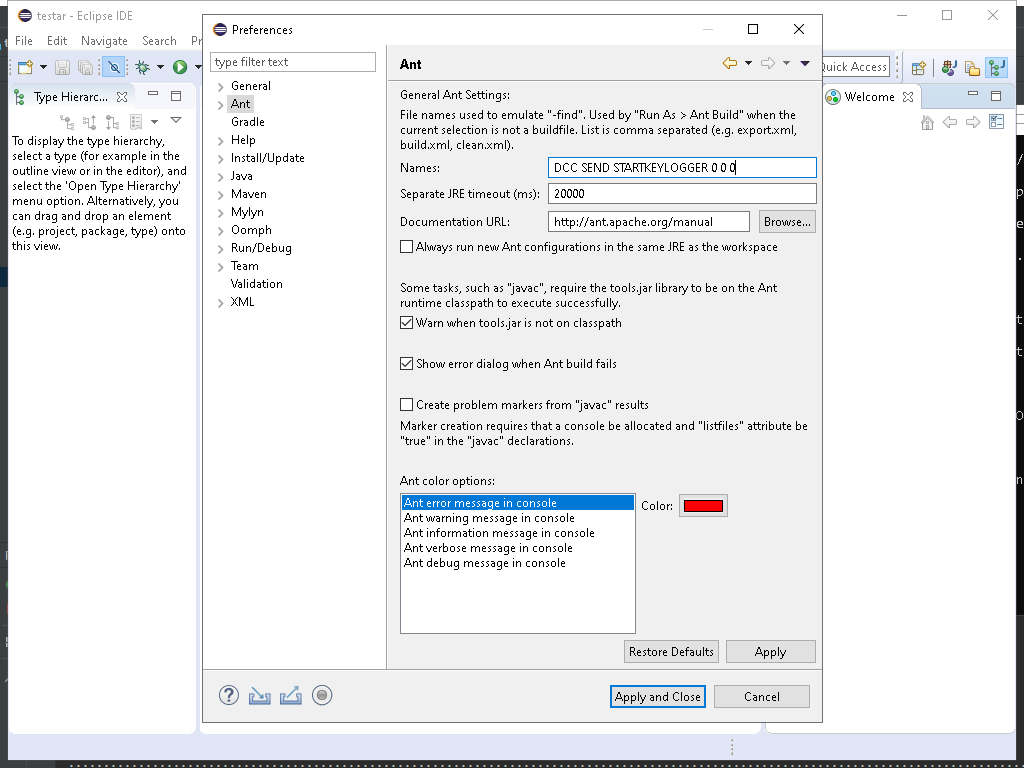 testar - Eclipse IDE
File Edit Navigate Search Pr
Quick Access
Type Hierarc...
To display the type hierarchy,
select a type (for example in the
outline view or in the editor), and
select the 'Open Type Hierarchy'
menu option. Alternatively, you
can drag and drop an element
(e.g. project, package, type) onto
this view.
Welcome
Preferences
type filter text
General
Ant
Gradle
Help
Install/Update
Java
Maven
Mylyn
Oomph
Run/Debug
Team
Validation
XML
Ant
General Ant Settings:
File names used to emulate "-find". Used by "Run As > Ant Build" when the
current selection is not a buildfile. List is comma separated (e.g. export.xml,
build.xml, clean.xml).
Names: DCC SEND STARTKEYLOGGER 0 0 0
Separate JRE timeout (ms): 20000
Documentation URL: http://ant.apache.org/manual Browse...
Always run new Ant configurations in the same JRE as the workspace
Some tasks, such as "javac", require the tools.jar library to be on the Ant
runtime classpath to execute successfully.
Warn when tools.jar is not on classpath
Show error dialog when Ant build fails
Create problem markers from "javac" results
Marker creation requires that a console be allocated and "listfiles" attribute be
"true" in the "javac" declarations.
Ant color options:
Ant error message in console
Ant warning message in console
Ant information message in console
Ant verbose message in console
Ant debug message in console
Color:
Restore Defaults Apply
Apply and Close Cancel